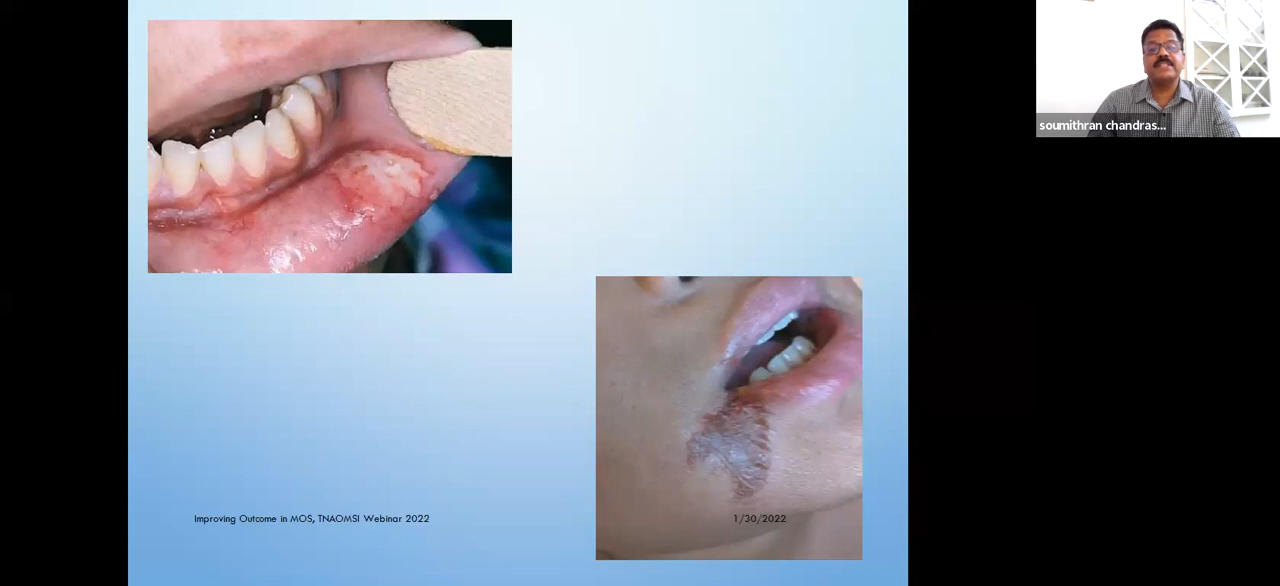 soumithran chandras...
Improving Outcome in MOS, TNAOMSI Webinar 2022
1/30/2022